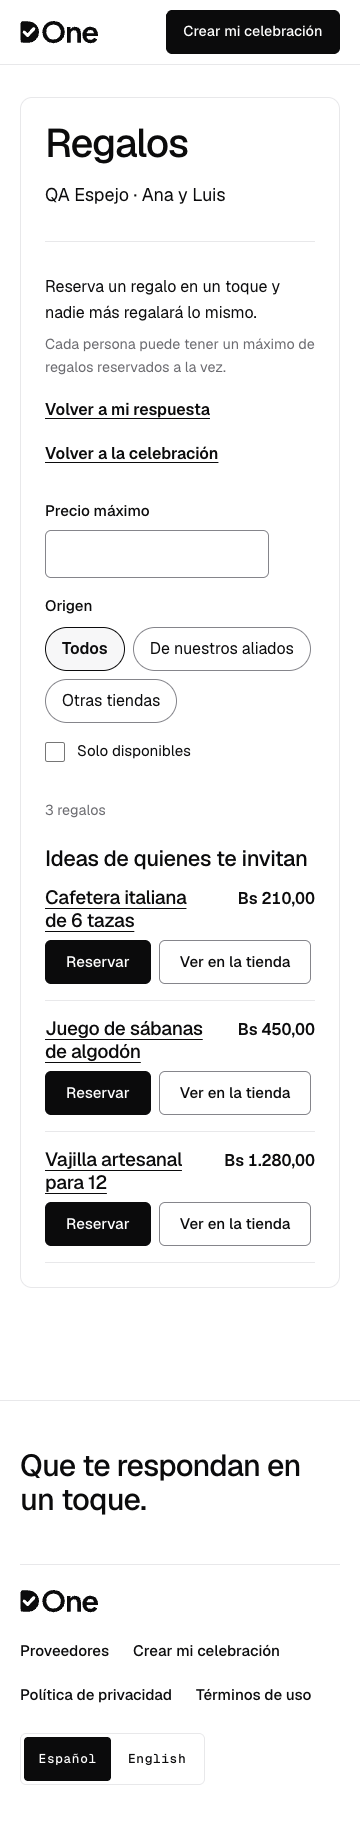 One
Crear mi celebración
Regalos
QA Espejo · Ana y Luis
Reserva un regalo en un toque y
nadie más regalará lo mismo.
Cada persona puede tener un máximo de
regalos reservados a la vez.
Volver a mi respuesta
Volver a la celebración
Precio máximo
Origen
Todos
De nuestros aliados
Otras tiendas
Solo disponibles
3 regalos
Ideas de quienes te invitan
Cafetera italiana
de 6 tazas
Bs 210,00
Reservar
Ver en la tienda
Juego de sábanas
de algodón
Bs 450,00
Reservar
Ver en la tienda
Vajilla artesanal
para 12
Bs 1.280,00
Reservar
Ver en la tienda
Que te respondan en
un toque.
One
Proveedores
Crear mi celebración
Política de privacidad
Términos de uso
Español
English